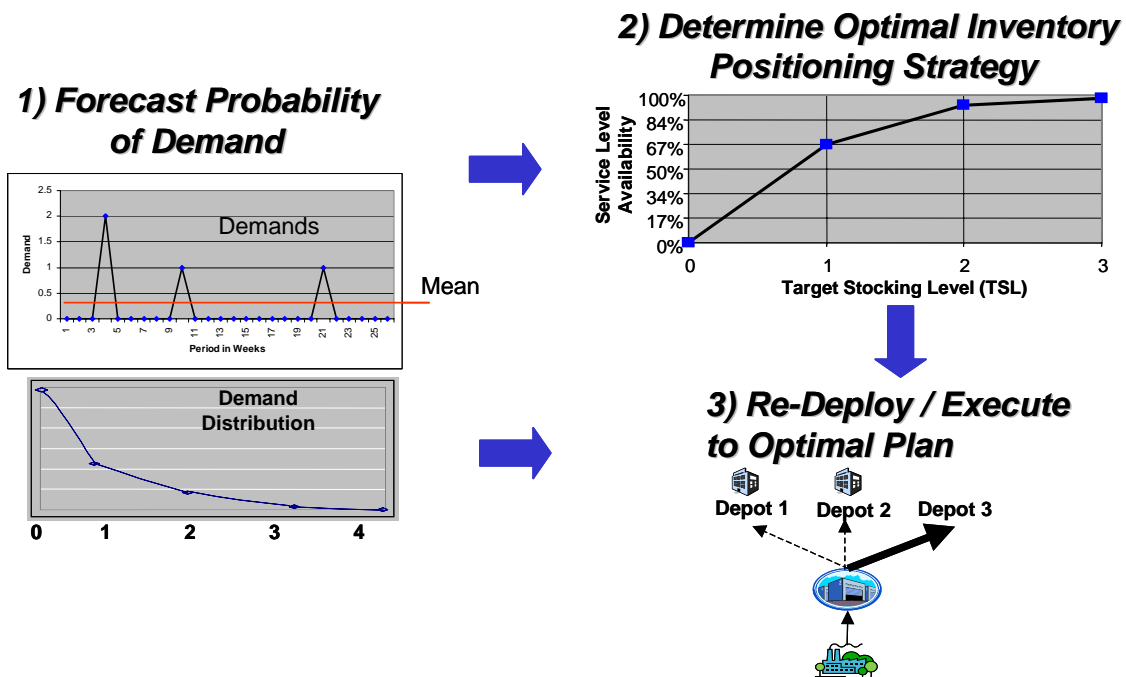 1) Forecast Probability
of Demand
2.5
2
1.5
1
0.5
0
Demand
Demands
Mean
1
3
5
7
9
11
13
15
17
19
21
23
25
Period in Weeks
Demand
Distribution
0
1
2
3
4
2) Determine Optimal Inventory
Positioning Strategy
100%
84%
67%
50%
34%
17%
0%
Service Level
Availability
0
1
2
3
Target Stocking Level (TSL)
3) Re-Deploy / Execute
to Optimal Plan
Depot 1
Depot 2
Depot 3